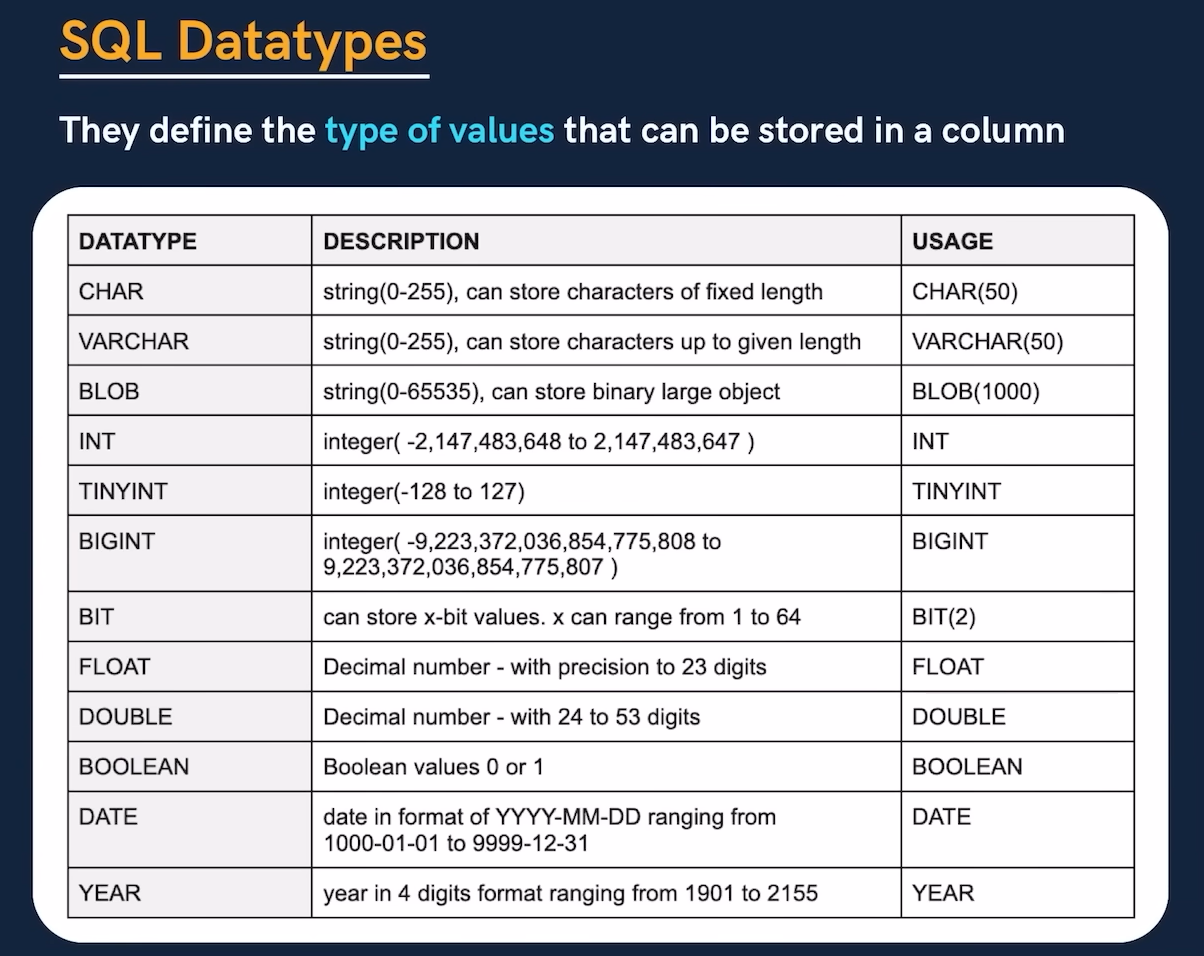 SQL Datatypes
They define the type of values that can be stored in a column
DATATYPE DESCRIPTION USAGE
CHAR string(0-255), can store characters of fixed length CHAR(50)
VARCHAR string(0-255), can store characters up to given length VARCHAR(50)
BLOB string(0-65535), can store binary large object BLOB(1000)
INT integer( -2,147,483,648 to 2,147,483,647 ) INT
TINYINT integer(-128 to 127) TINYINT
BIGINT integer( -9,223,372,036,854,775,808 to BIGINT
9,223,372,036,854,775,807 )
BIT can store x-bit values. x can range from 1 to 64 BIT(2)
FLOAT Decimal number - with precision to 23 digits FLOAT
DOUBLE Decimal number - with 24 to 53 digits DOUBLE
BOOLEAN Boolean values 0 or 1 BOOLEAN
DATE date in format of YYYY-MM-DD ranging from DATE
1000-01-01 to 9999-12-31
YEAR year in 4 digits format ranging from 1901 to 2155 YEAR